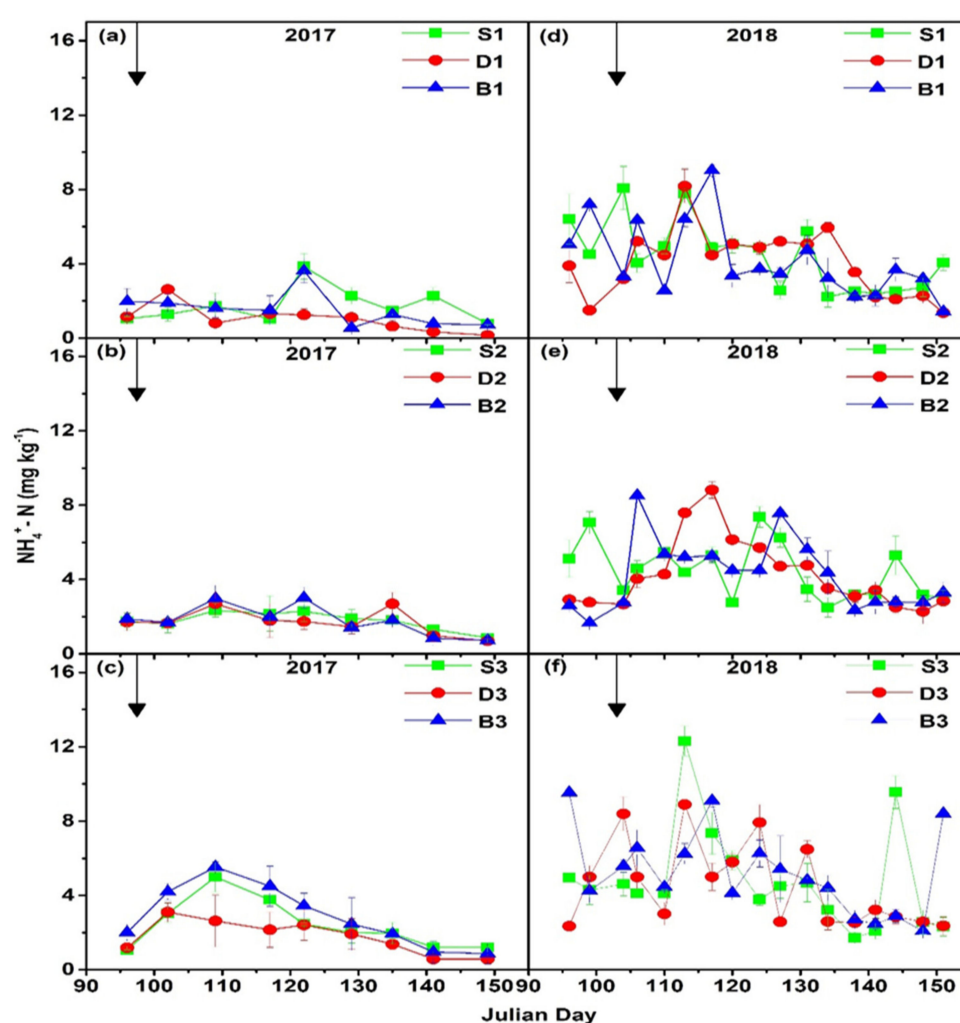 (a) 2017 S1
D1
B1
(d) 2018 S1
D1
B1
16
12
8
4
0
(b) 2017 S2
D2
B2
(e) 2018 S2
D2
B2
16
12
8
4
0
(c) 2017 S3
D3
B3
(f) 2018 S3
D3
B3
16
12
8
4
0
NH₄⁺- N (mg kg⁻¹)
90 100 110 120 130 140 150 90 100 110 120 130 140 150
Julian Day